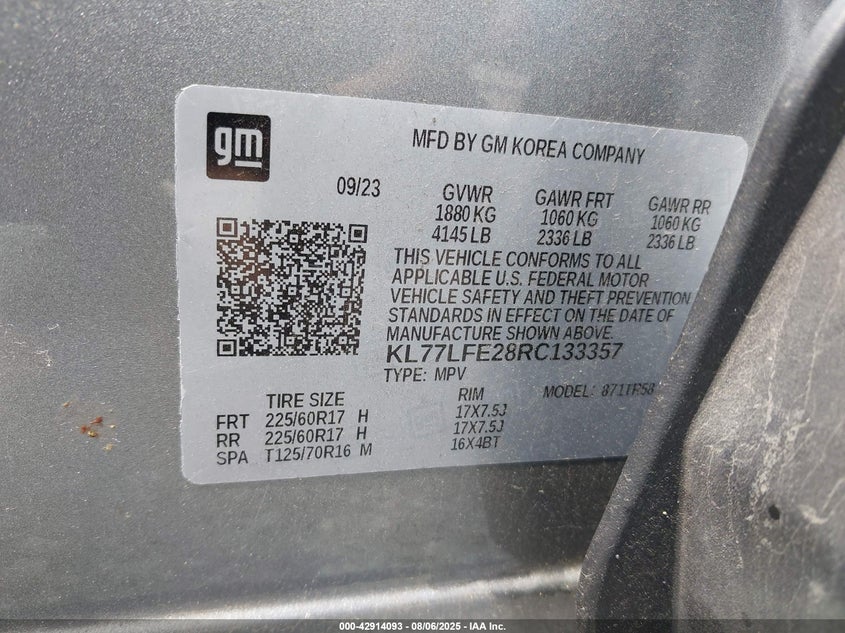 gm
MFD BY GM KOREA COMPANY
09/23
GVWR GAWR FRT GAWR RR
1880 KG 1060 KG 1060 KG
4145 LB 2336 LB 2336 LB
THIS VEHICLE CONFORMS TO ALL
APPLICABLE U.S. FEDERAL MOTOR
VEHICLE SAFETY AND THEFT PREVENTION
STANDARDS IN EFFECT ON THE DATE OF
MANUFACTURE SHOWN ABOVE.
KL77LFE28RC133357
TYPE: MPV
TIRE SIZE RIM MODEL: 871TR58
FRT 225/60R17 H 17X7.5J
RR 225/60R17 H 17X7.5J
SPA T125/70R16 M 16X4BT
000-42914093 - 08/06/2025 - IAA Inc.